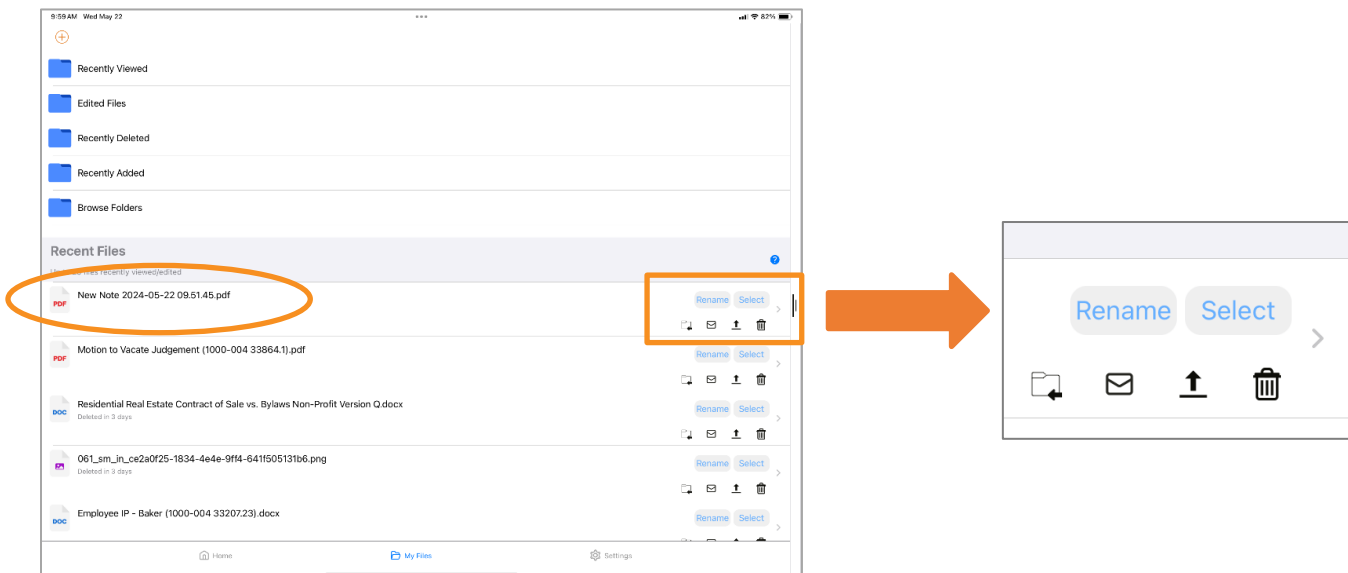 9:59 AM Wed May 22
82%
Recently Viewed
Edited Files
Recently Deleted
Recently Added
Browse Folders
Recent Files
files recently viewed/edited
PDF
New Note 2024-05-22 09.51.45.pdf
Rename Select
PDF
Motion to Vacate Judgement (1000-004 33864.1).pdf
Rename Select
DOC
Residential Real Estate Contract of Sale vs. Bylaws Non-Profit Version Q.docx
Deleted in 3 days
Rename Select
061_sm_in_ce2a0f25-1834-4e4e-9ff4-641f505131b6.png
Deleted in 3 days
Rename Select
DOC
Employee IP - Baker (1000-004 33207.23).docx
Rename Select
Home My Files Settings
Rename Select